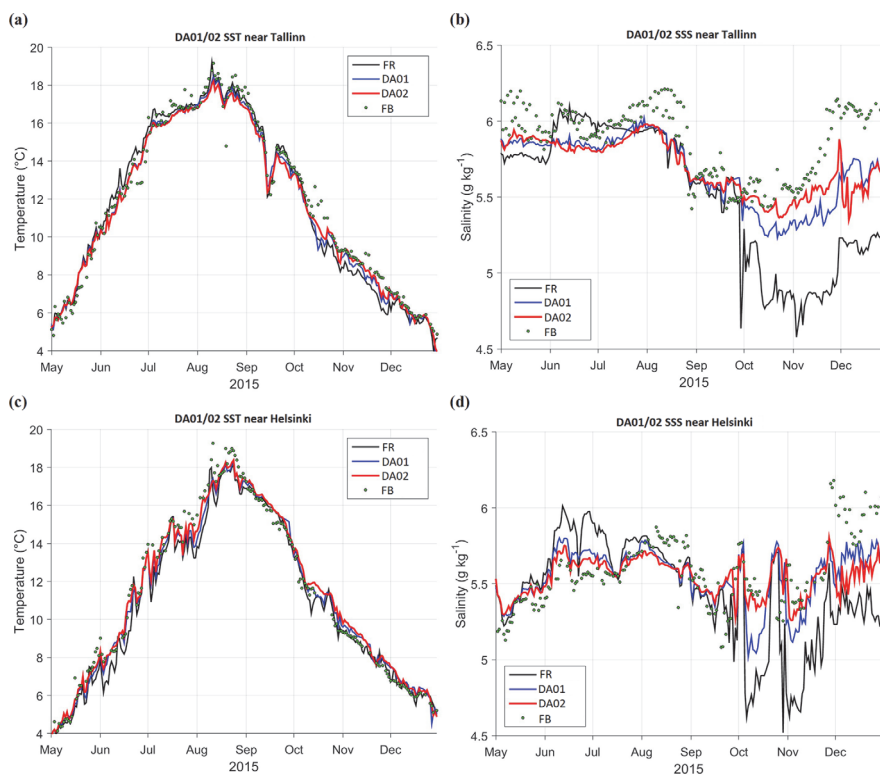 (a)
DA01/02 SST near Tallinn
Temperature (°C)
20
18
16
14
12
10
8
6
4
May Jun Jul Aug Sep Oct Nov Dec
2015
FR
DA01
DA02
FB
(b)
DA01/02 SSS near Tallinn
Salinity (g kg⁻¹)
6.5
6
5.5
5
4.5
May Jun Jul Aug Sep Oct Nov Dec
2015
FR
DA01
DA02
FB
(c)
DA01/02 SST near Helsinki
Temperature (°C)
20
18
16
14
12
10
8
6
4
May Jun Jul Aug Sep Oct Nov Dec
2015
FR
DA01
DA02
FB
(d)
DA01/02 SSS near Helsinki
Salinity (g kg⁻¹)
6.5
6
5.5
5
4.5
May Jun Jul Aug Sep Oct Nov Dec
2015
FR
DA01
DA02
FB